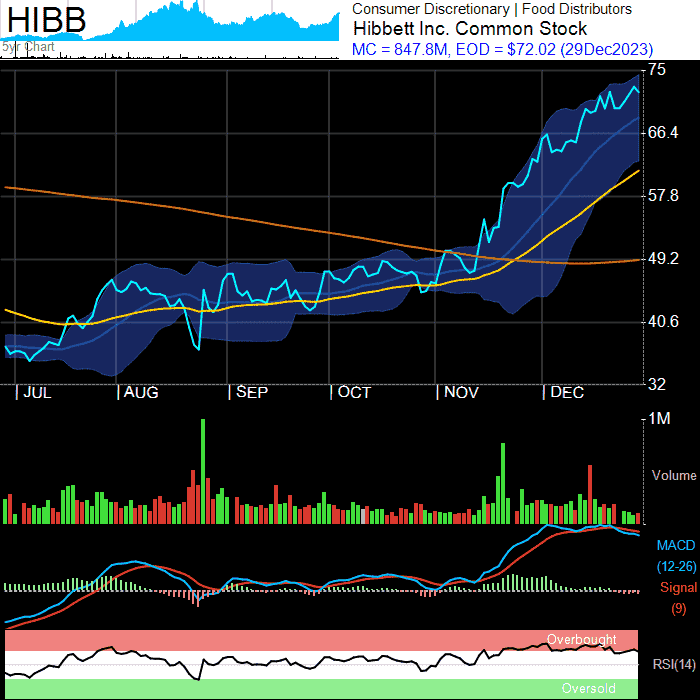 HIBB
5yr Chart
Consumer Discretionary | Food Distributors
Hibbett Inc. Common Stock
MC = 847.8M, EOD = $72.02 (29Dec2023)
75
66.4
57.8
49.2
40.6
32
JUL AUG SEP OCT NOV DEC
1M
Volume
MACD
(12-26)
Signal
(9)
Overbought
RSI(14)
Oversold